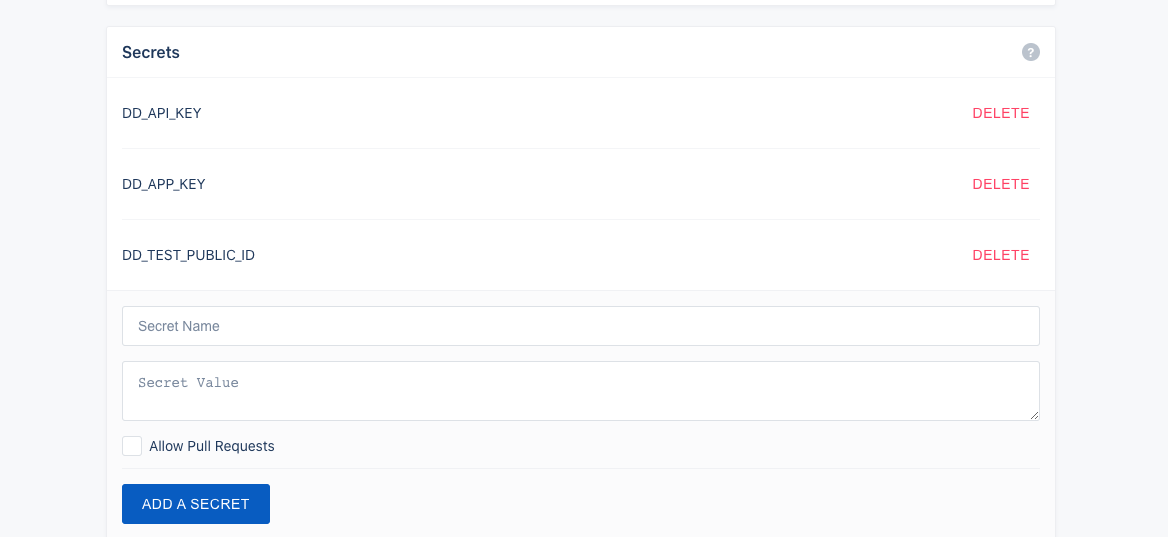 Secrets
?
DD_API_KEY DELETE
DD_APP_KEY DELETE
DD_TEST_PUBLIC_ID DELETE
Secret Name
Secret Value
Allow Pull Requests
ADD A SECRET